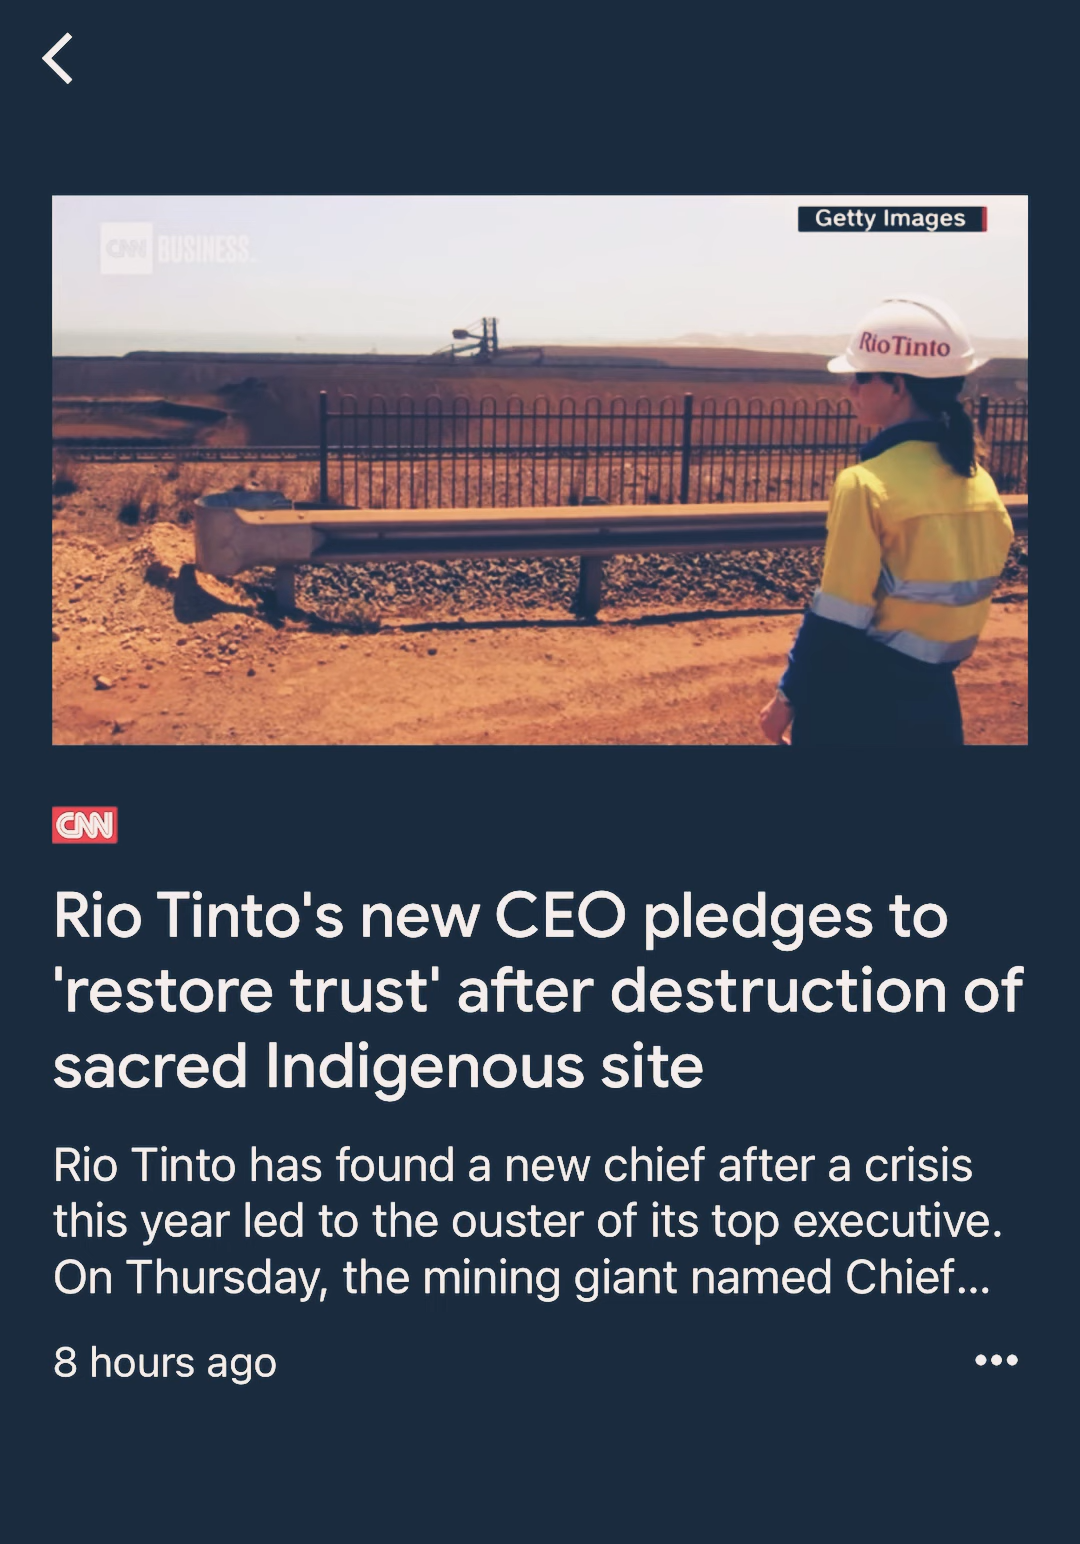 CNN BUSINESS.
Getty Images
RioTinto
CNN
Rio Tinto's new CEO pledges to
'restore trust' after destruction of
sacred Indigenous site
Rio Tinto has found a new chief after a crisis
this year led to the ouster of its top executive.
On Thursday, the mining giant named Chief...
8 hours ago